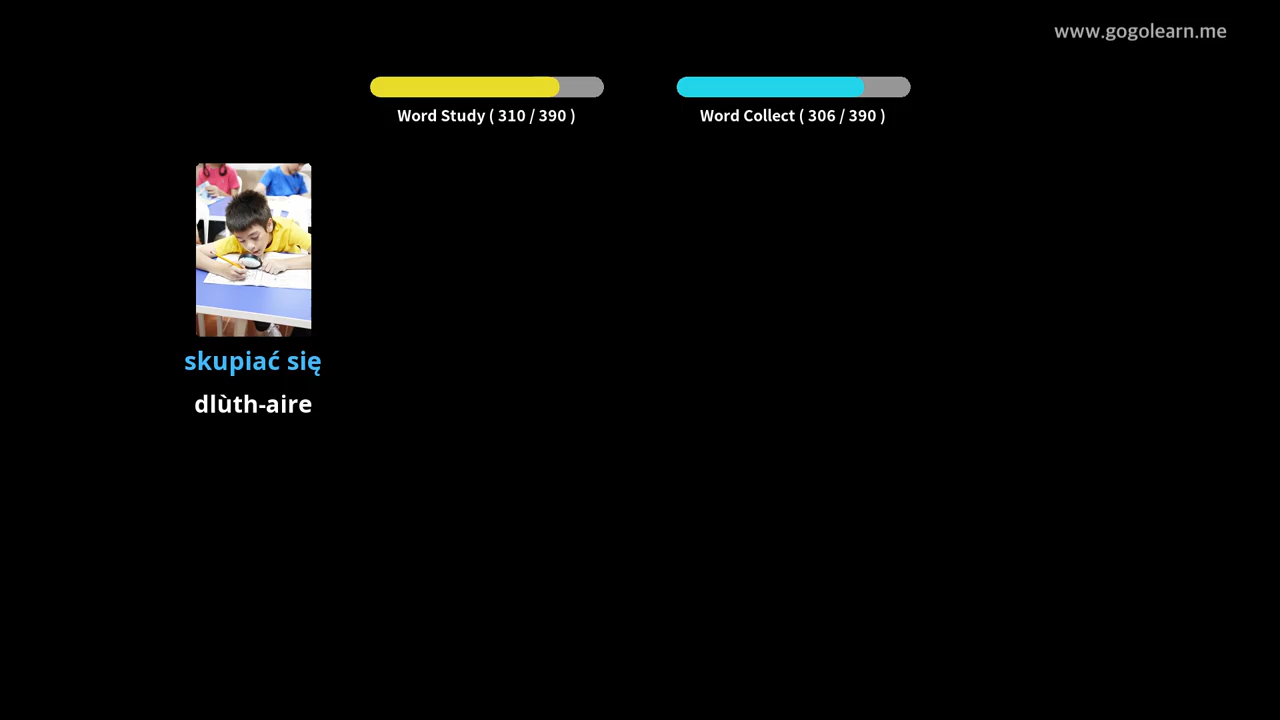 www.gogolearn.me
Word Study ( 310 / 390 )
Word Collect ( 306 / 390 )
skupiać się
dlùth-aire